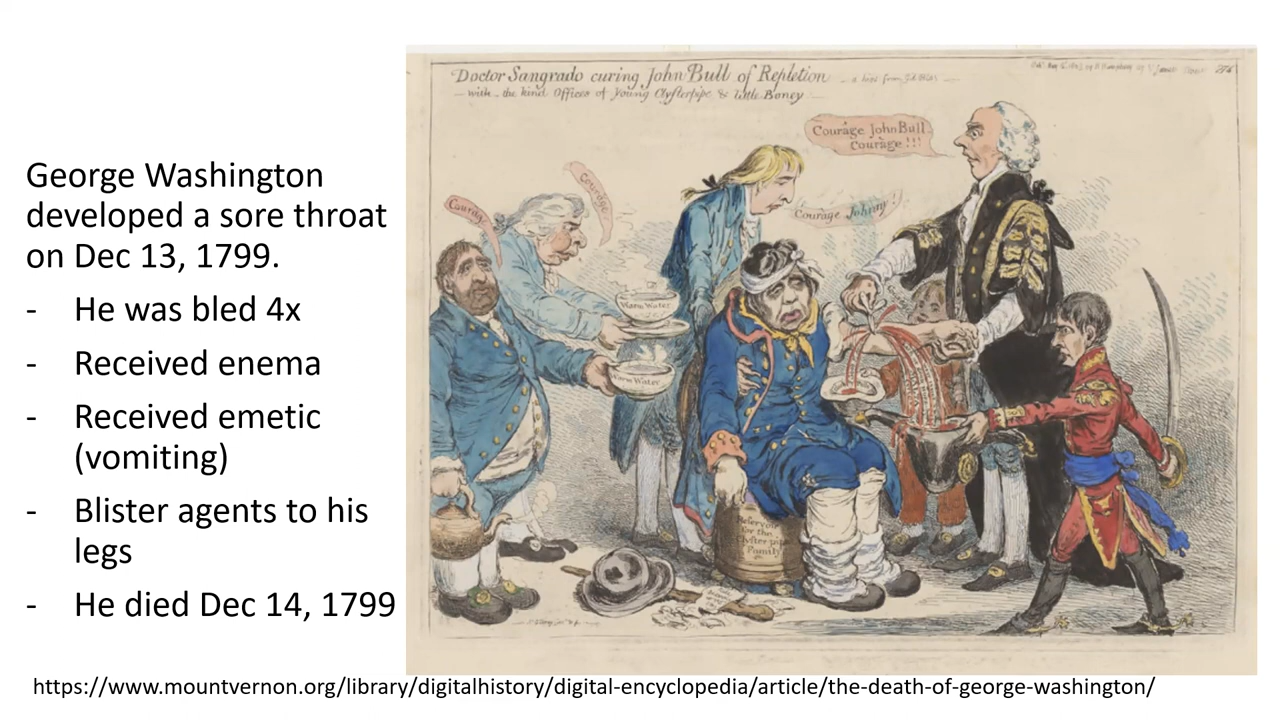 George Washington
developed a sore throat
on Dec 13, 1799.
- He was bled 4x
- Received enema
- Received emetic
(vomiting)
- Blister agents to his
legs
- He died Dec 14, 1799
Doctor Sangrado curing John Bull of Repletion
with the kind Offices of Young Clysterpipe & little Boney
Courage John Bull
Courage!!!
Courage Johnny!
Courage
Warm Water
Warm Water
Reservoir
for the
Clyster-pipe
Family
https://www.mountvernon.org/library/digitalhistory/digital-encyclopedia/article/the-death-of-george-washington/